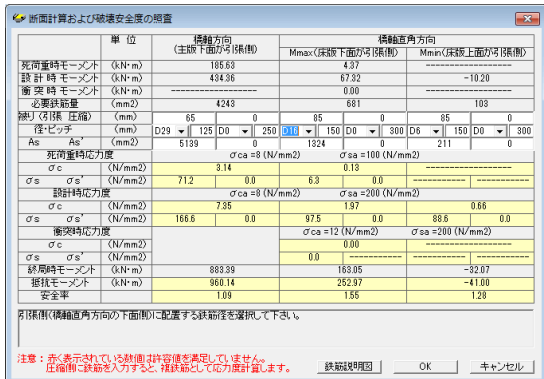 断面計算および破壊安全度の照査
単 位 橋軸方向 (主版下面が引張側) 橋軸直角方向 Mmax(床版下面が引張側) Mmin(床版上面が引張側)
死荷重時モーメント (kN・m) 185.63 4.37 -----------------
設 計 時 モーメント (kN・m) 434.36 67.32 -10.20
衝 突 時 モーメント (kN・m) ----------------- 0.00 -----------------
必要鉄筋量 (mm2) 4243 681 103
被り(引張 圧縮) (mm) 65 0 85 0 85 0
径・ピッチ (mm) D29 125 D0 250 D16 150 D0 300 D6 150 D0 300
As As' (mm2) 5139 0 1324 0 211 0
死荷重時応力度 σca =8 (N/mm2) σsa =100 (N/mm2)
σc (N/mm2) 3.14 0.13 -----------------
σs σs' (N/mm2) 71.2 0.0 6.3 0.0 ----------- -----------
設計時応力度 σca =8 (N/mm2) σsa =200 (N/mm2)
σc (N/mm2) 7.35 1.97 0.66
σs σs' (N/mm2) 166.6 0.0 97.5 0.0 88.6 0.0
衝突時応力度 σca =12 (N/mm2) σsa =200 (N/mm2)
σc (N/mm2) 0.00 -----------------
σs σs' (N/mm2) 0.0 ----------- ----------- -----------
終局時モーメント (kN・m) 883.39 163.05 -32.07
抵抗モーメント (kN・m) 960.14 252.97 -41.00
安全率 1.09 1.55 1.28
引張側(橋軸直角方向の下面側)に配置する鉄筋径を選択して下さい。
注意：赤く表示されている数値は許容値を満足していません。
圧縮側に鉄筋を入力すると、複鉄筋として応力度計算します。
鉄筋説明図 OK キャンセル